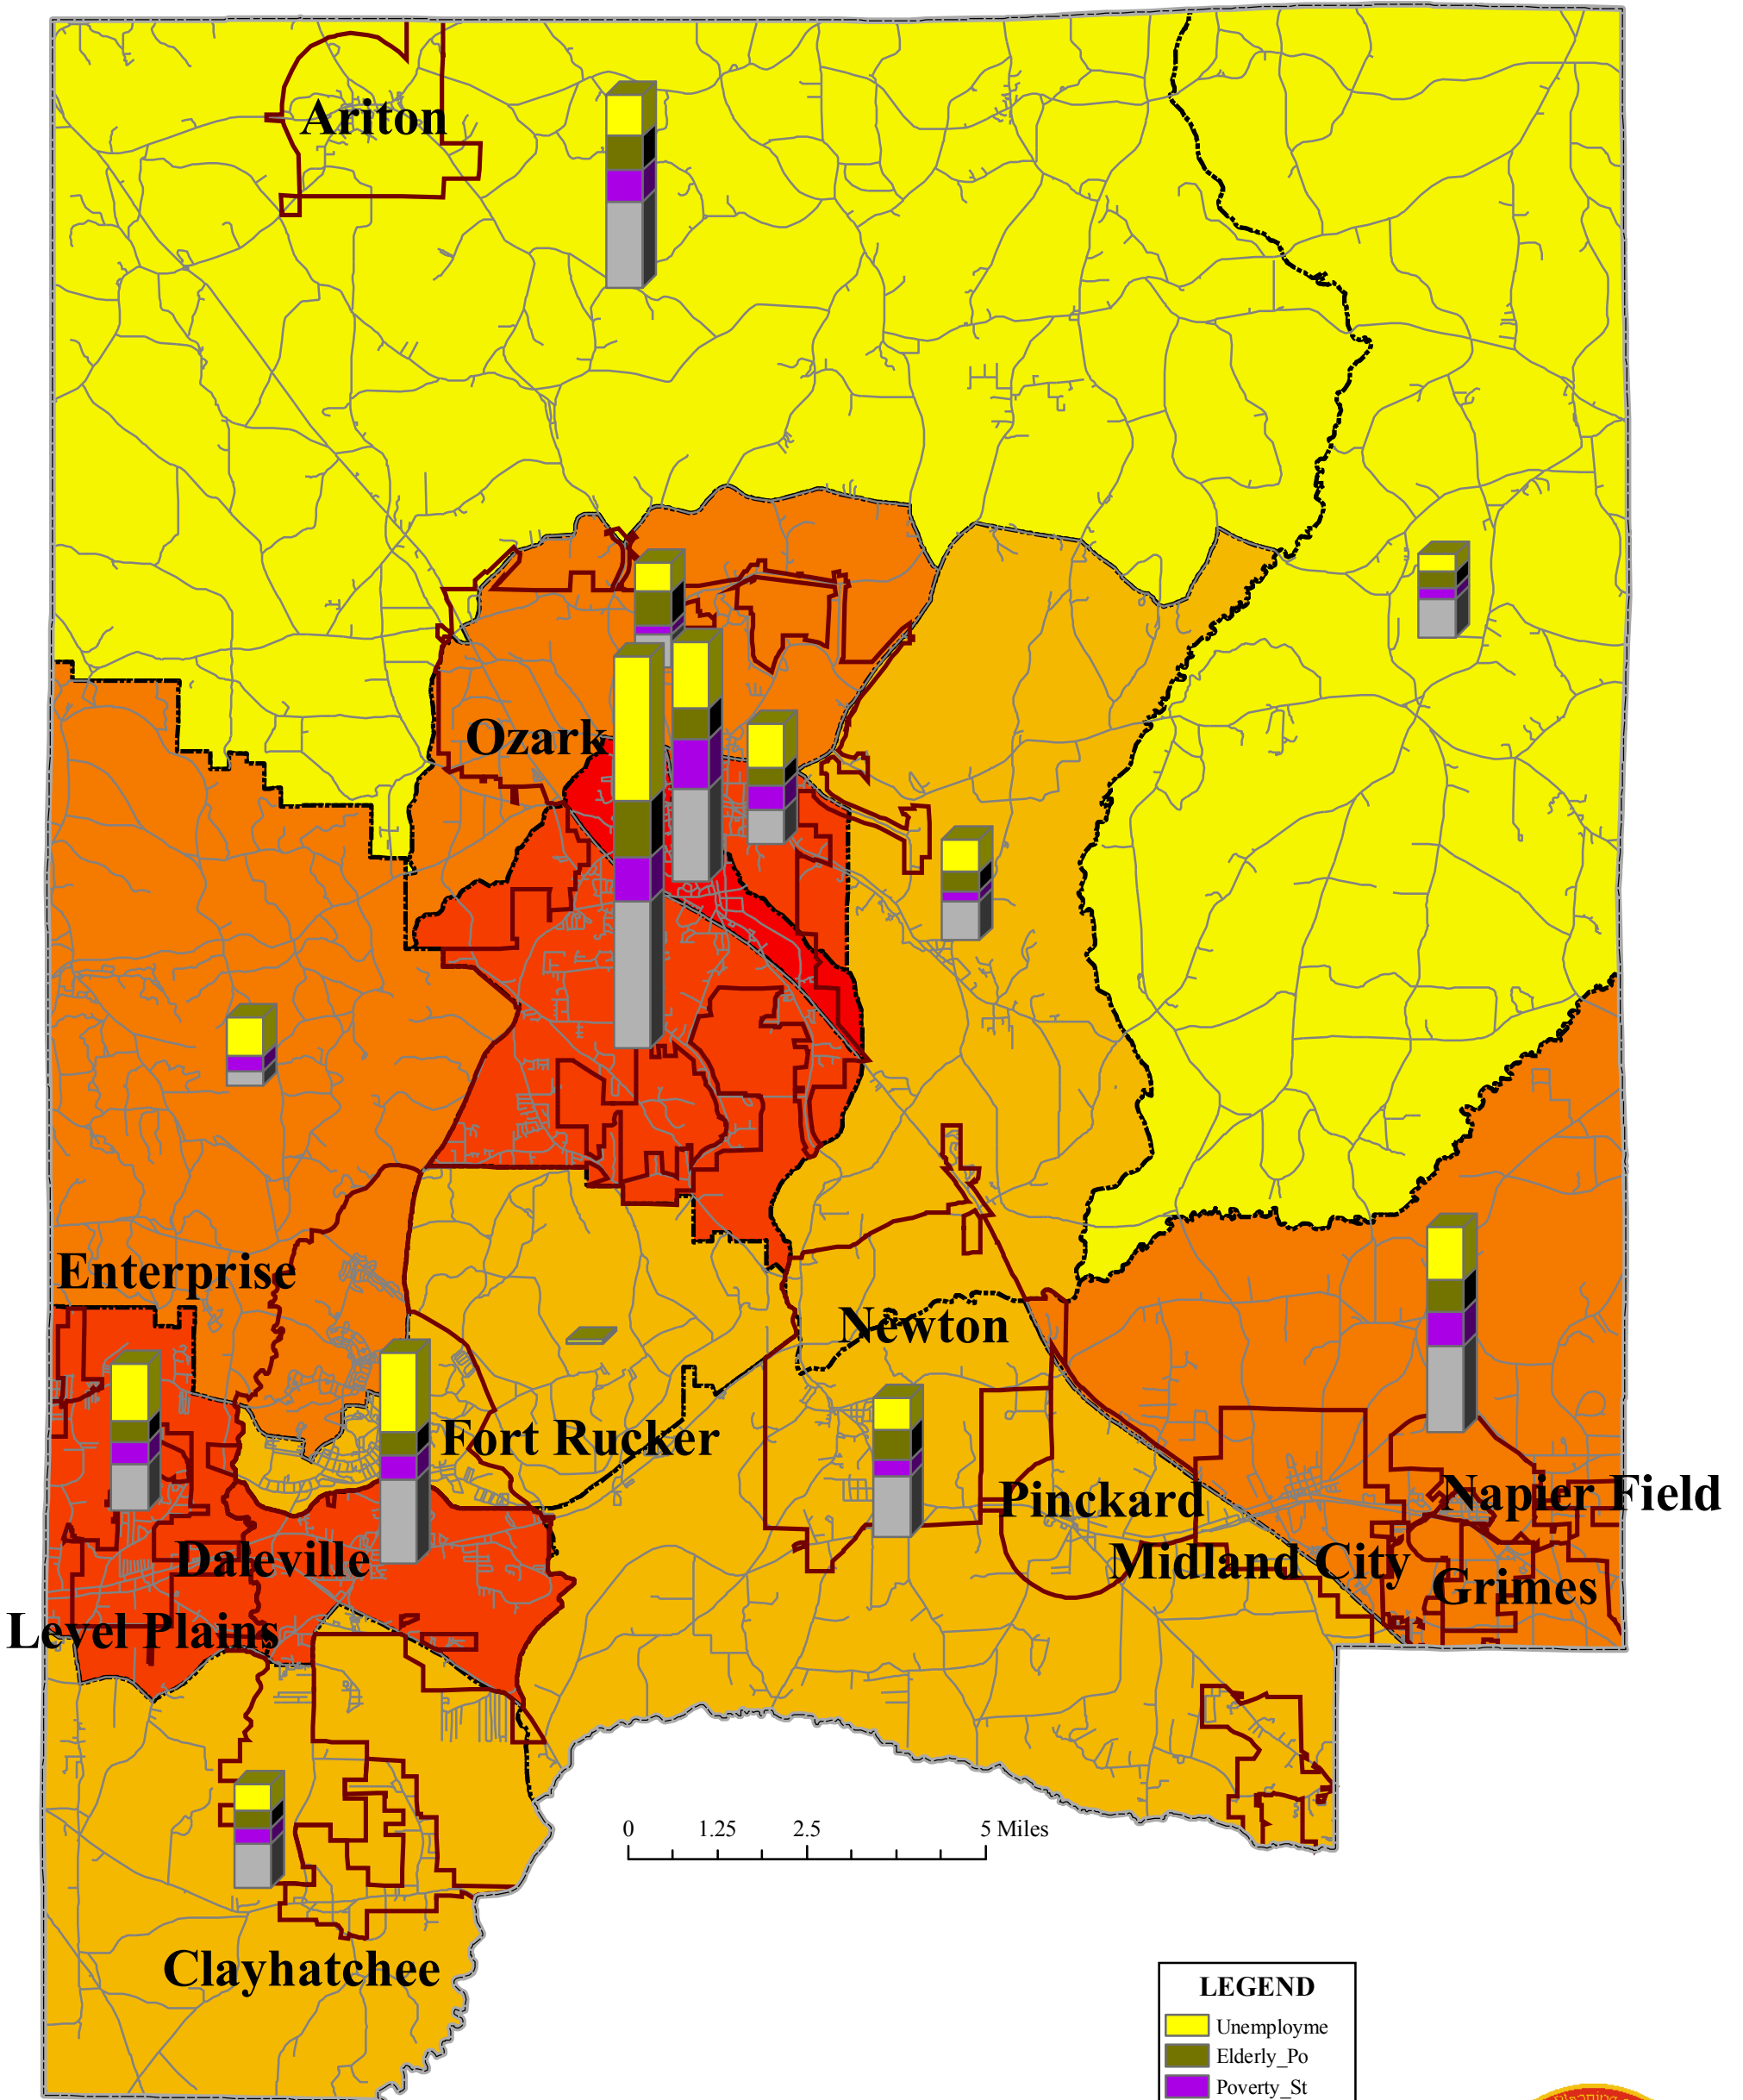 Ariton
Ozark
Enterprise
Newton
Fort Rucker
Pinckard
Napier Field
Midland City
Daleville
Grimes
Level Plains
0 1.25 2.5 5 Miles
Clayhatchee
LEGEND
Unemployme
Elderly_Po
Poverty_St
Planning